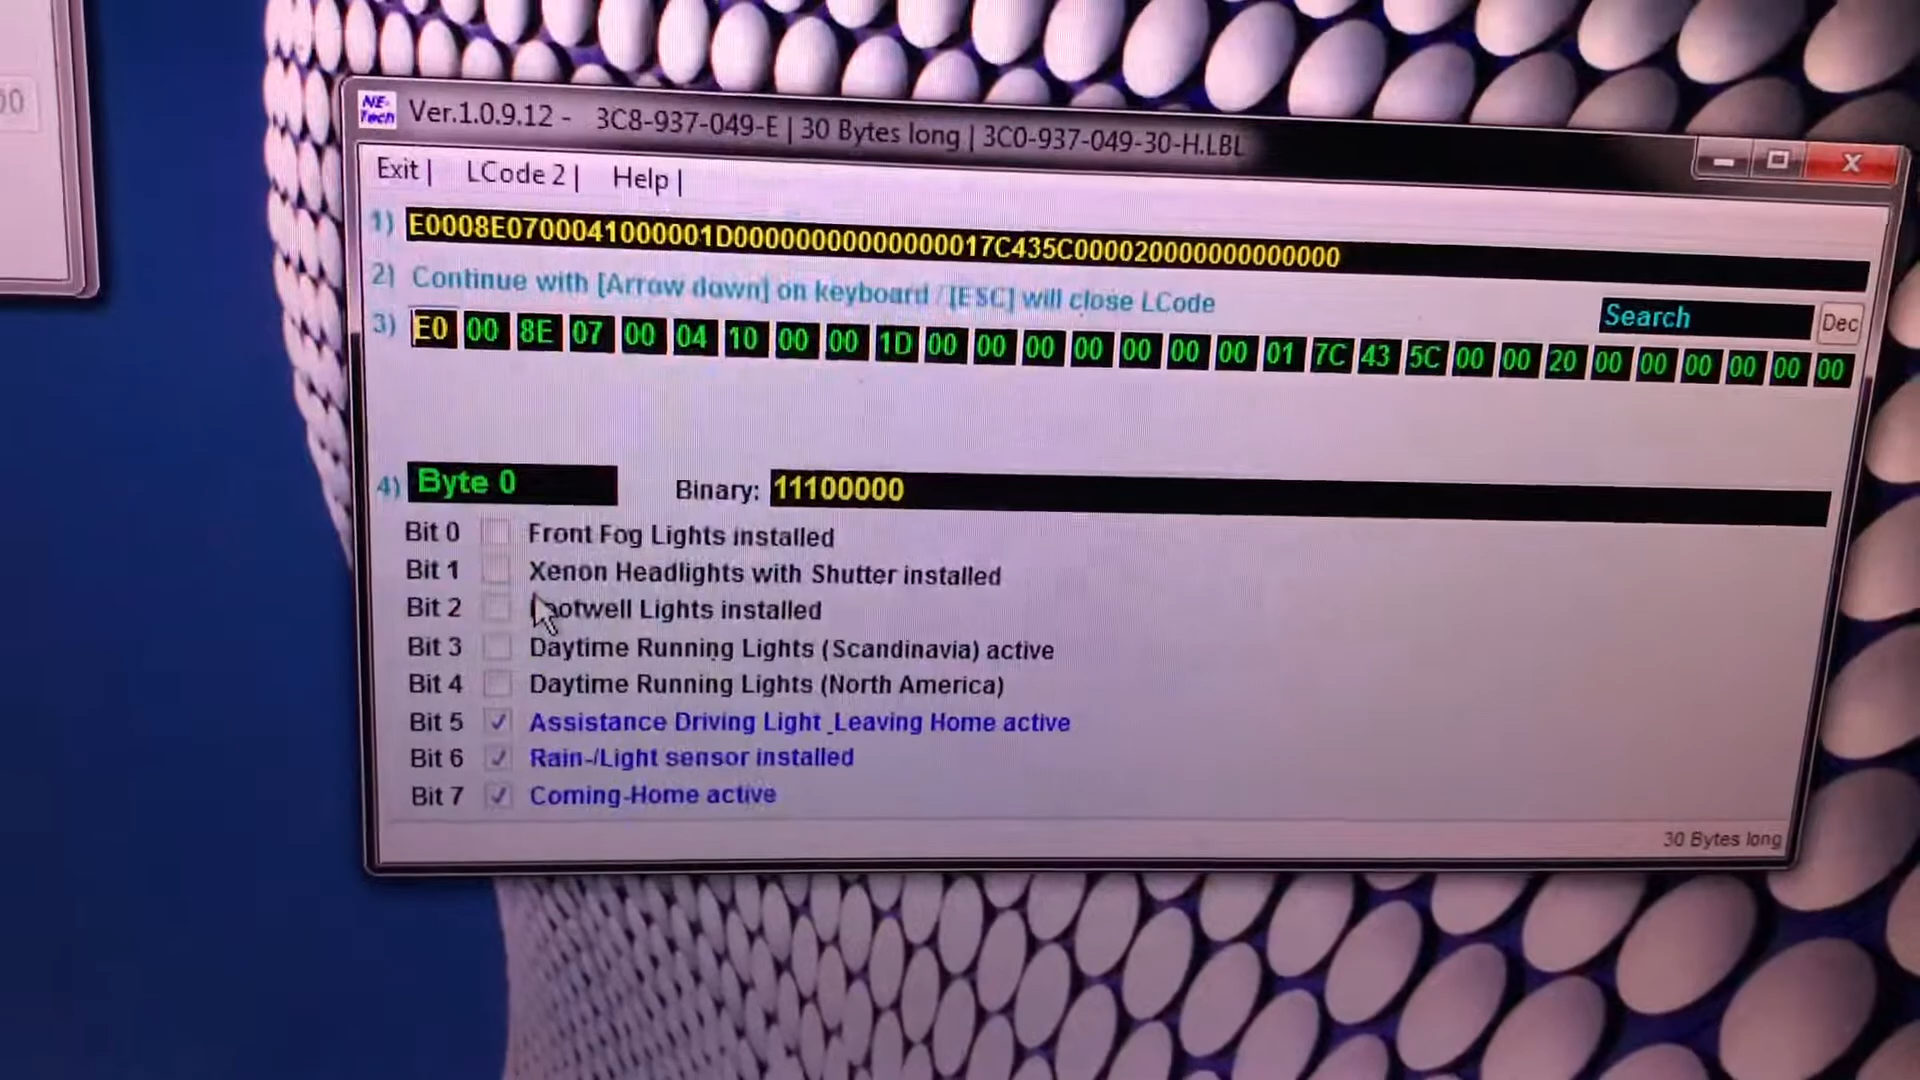 00
NE-Tech Ver.1.0.9.12 - 3C8-937-049-E | 30 Bytes long | 3C0-937-049-30-H.LBL
Exit | LCode 2 | Help |
1) E0008E0700041000001D00000000000000017C435C000020000000000000
2) Continue with [Arrow down] on keyboard / [ESC] will close LCode
Search Dec
3) E0 00 8E 07 00 04 10 00 00 1D 00 00 00 00 00 00 00 01 7C 43 5C 00 00 20 00 00 00 00 00 00
4) Byte 0 Binary: 11100000
Bit 0 Front Fog Lights installed
Bit 1 Xenon Headlights with Shutter installed
Bit 2 Lights installed
Bit 3 Daytime Running Lights (Scandinavia) active
Bit 4 Daytime Running Lights (North America)
Bit 5 Assistance Driving Light_Leaving Home active
Bit 6 Rain-/Light sensor installed
Bit 7 Coming-Home active
30 Bytes long